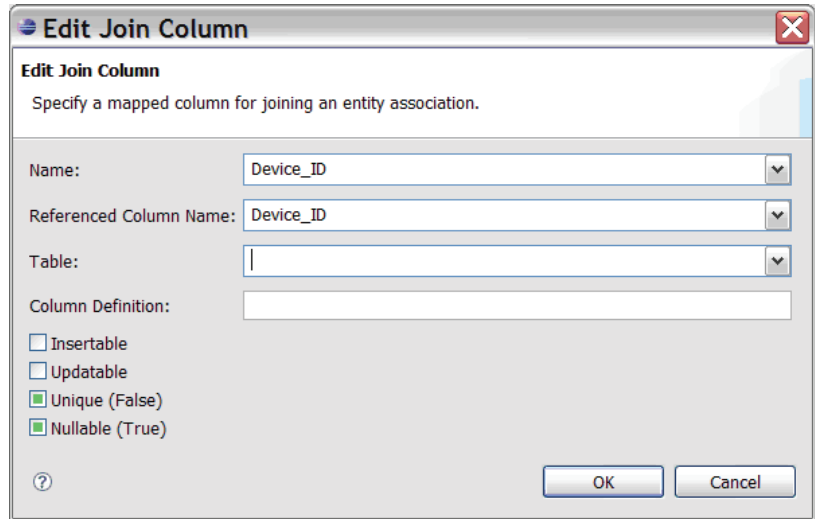 Edit Join Column
Edit Join Column
Specify a mapped column for joining an entity association.
Name: Device_ID
Referenced Column Name: Device_ID
Table:
Column Definition:
Insertable
Updatable
Unique (False)
Nullable (True)
? OK Cancel